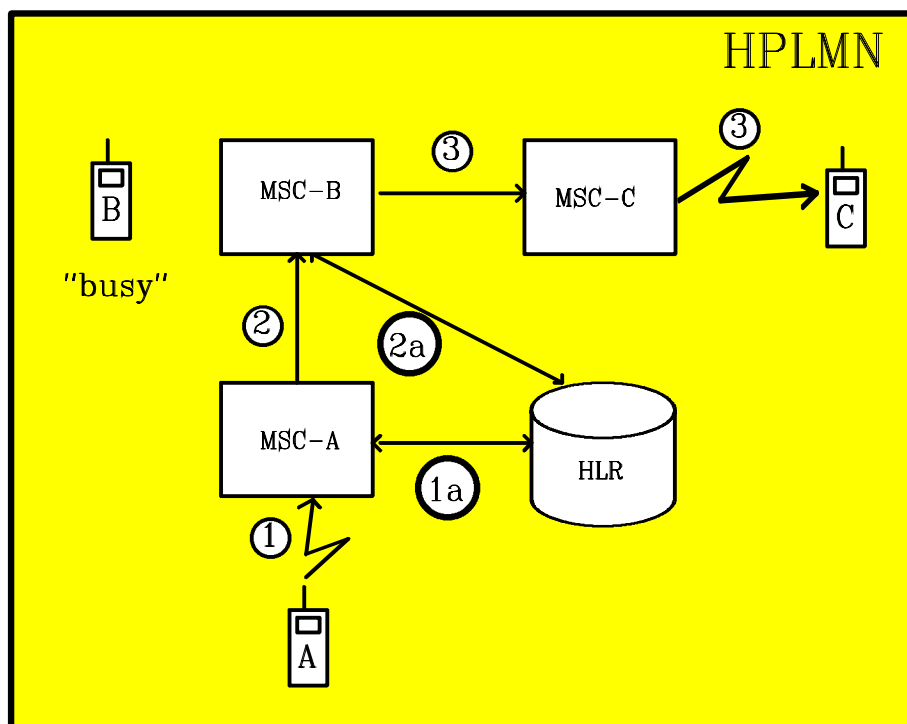 HPLMN
3
3
MSC-B
MSC-C
B
C
"busy"
2
2a
MSC-A
HLR
1a
1
A